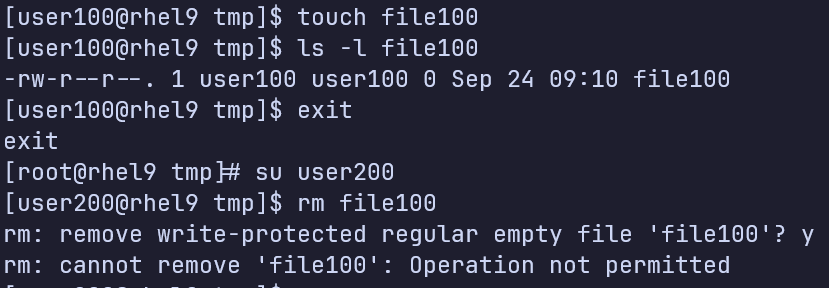 [user100@rhel9 tmp]$ touch file100
[user100@rhel9 tmp]$ ls -l file100
-rw-r--r--. 1 user100 user100 0 Sep 24 09:10 file100
[user100@rhel9 tmp]$ exit
exit
[root@rhel9 tmp]# su user200
[user200@rhel9 tmp]$ rm file100
rm: remove write-protected regular empty file 'file100'? y
rm: cannot remove 'file100': Operation not permitted